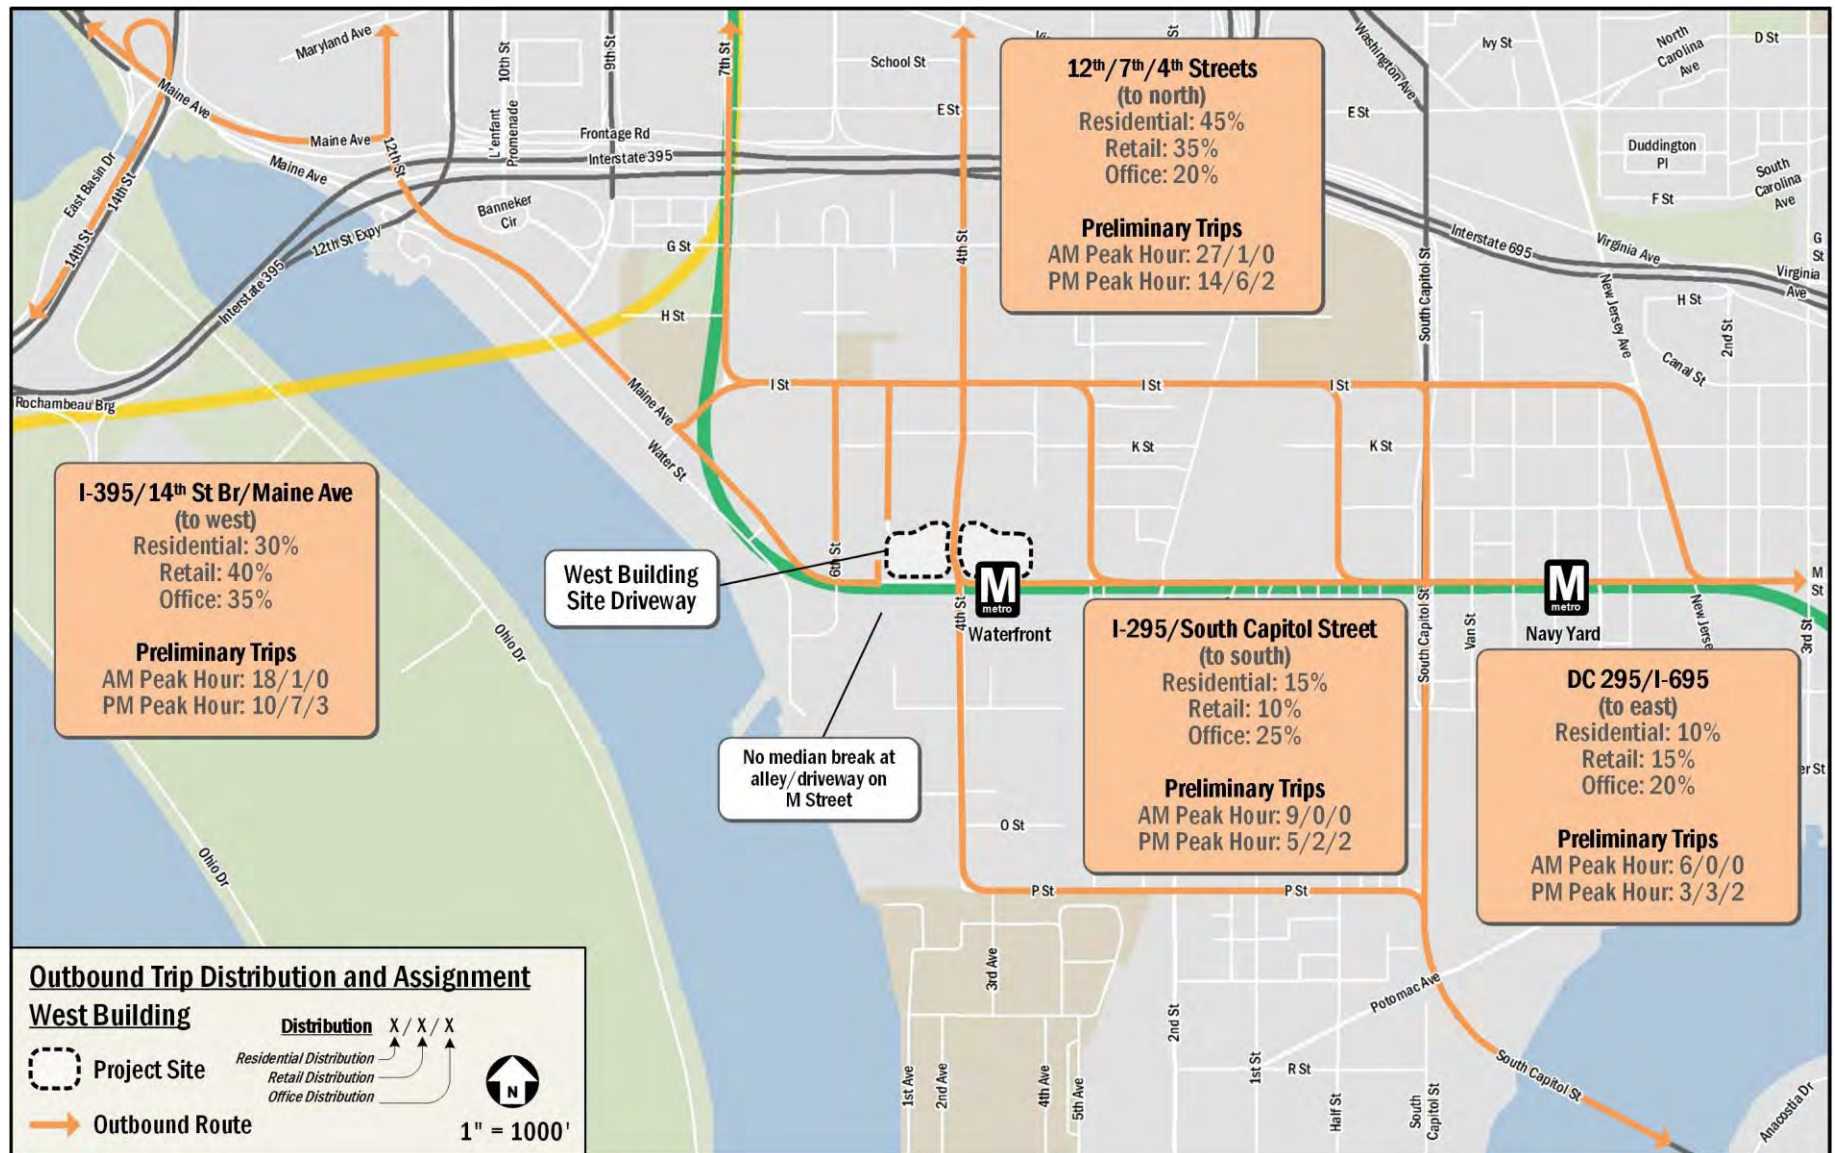 Maryland Ave
10th St
9th St
7th St
School St
St
Washington Ave
Ivy St
North
Carolina
Ave
D St
Maine Ave
Maine Ave
Maine Ave
12th St
L'enfant
Promenade
Frontage Rd
Interstate 395
E St
E St
Duddington
Pl
South
Carolina
Ave
F St
East Basin Dr
14th St
14th St
Banneker
Cir
12th St Expy
Interstate 395
G St
4th St
South Capitol St
Interstate 695
Virginia Ave
G
St
Virginia
Ave
H St
H St
New Jersey Ave
2nd St
Canal St
12th/7th/4th Streets
(to north)
Residential: 45%
Retail: 35%
Office: 20%
Preliminary Trips
AM Peak Hour: 27/1/0
PM Peak Hour: 14/6/2
Rochambeau Brg
Maine Ave
I St
I St
I St
Water St
K St
K St
I-395/14th St Br/Maine Ave
(to west)
Residential: 30%
Retail: 40%
Office: 35%
Preliminary Trips
AM Peak Hour: 18/1/0
PM Peak Hour: 10/7/3
West Building
Site Driveway
6th St
4th St
M
metro
Waterfront
M
metro
Navy Yard
M
St
South Capitol St
Van St
New Jerse
3rd St
Ohio Dr
Ohio Dr
No median break at
alley/driveway on
M Street
I-295/South Capitol Street
(to south)
Residential: 15%
Retail: 10%
Office: 25%
Preliminary Trips
AM Peak Hour: 9/0/0
PM Peak Hour: 5/2/2
DC 295/I-695
(to east)
Residential: 10%
Retail: 15%
Office: 20%
Preliminary Trips
AM Peak Hour: 6/0/0
PM Peak Hour: 3/3/2
er St
O St
P St
P St
3rd Ave
1st Ave
2nd Ave
4th Ave
5th Ave
2nd St
1st St
R St
Half St
South
Capitol St
Potomac Ave
South Capitol St
Anacostia Dr
Outbound Trip Distribution and Assignment
West Building
Distribution X / X / X
Residential Distribution
Retail Distribution
Office Distribution
Project Site
Outbound Route
N
1" = 1000'